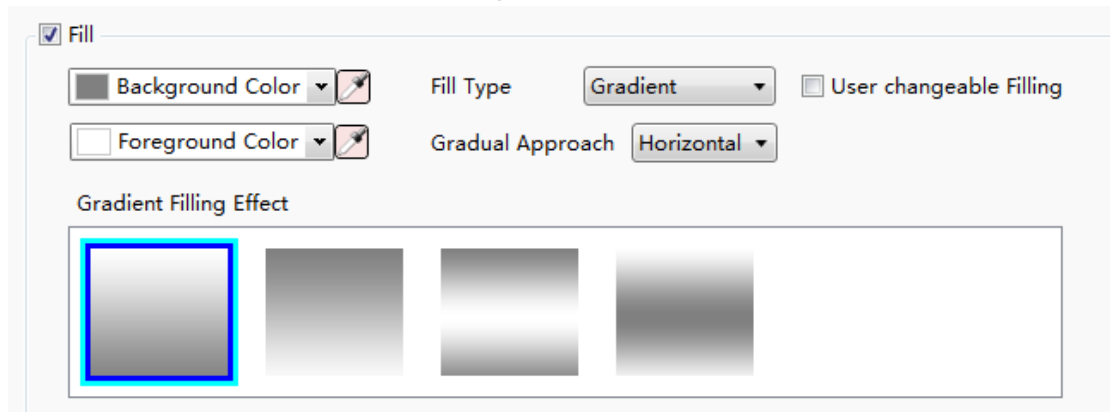 Fill
Background Color Fill Type Gradient User changeable Filling
Foreground Color Gradual Approach Horizontal
Gradient Filling Effect